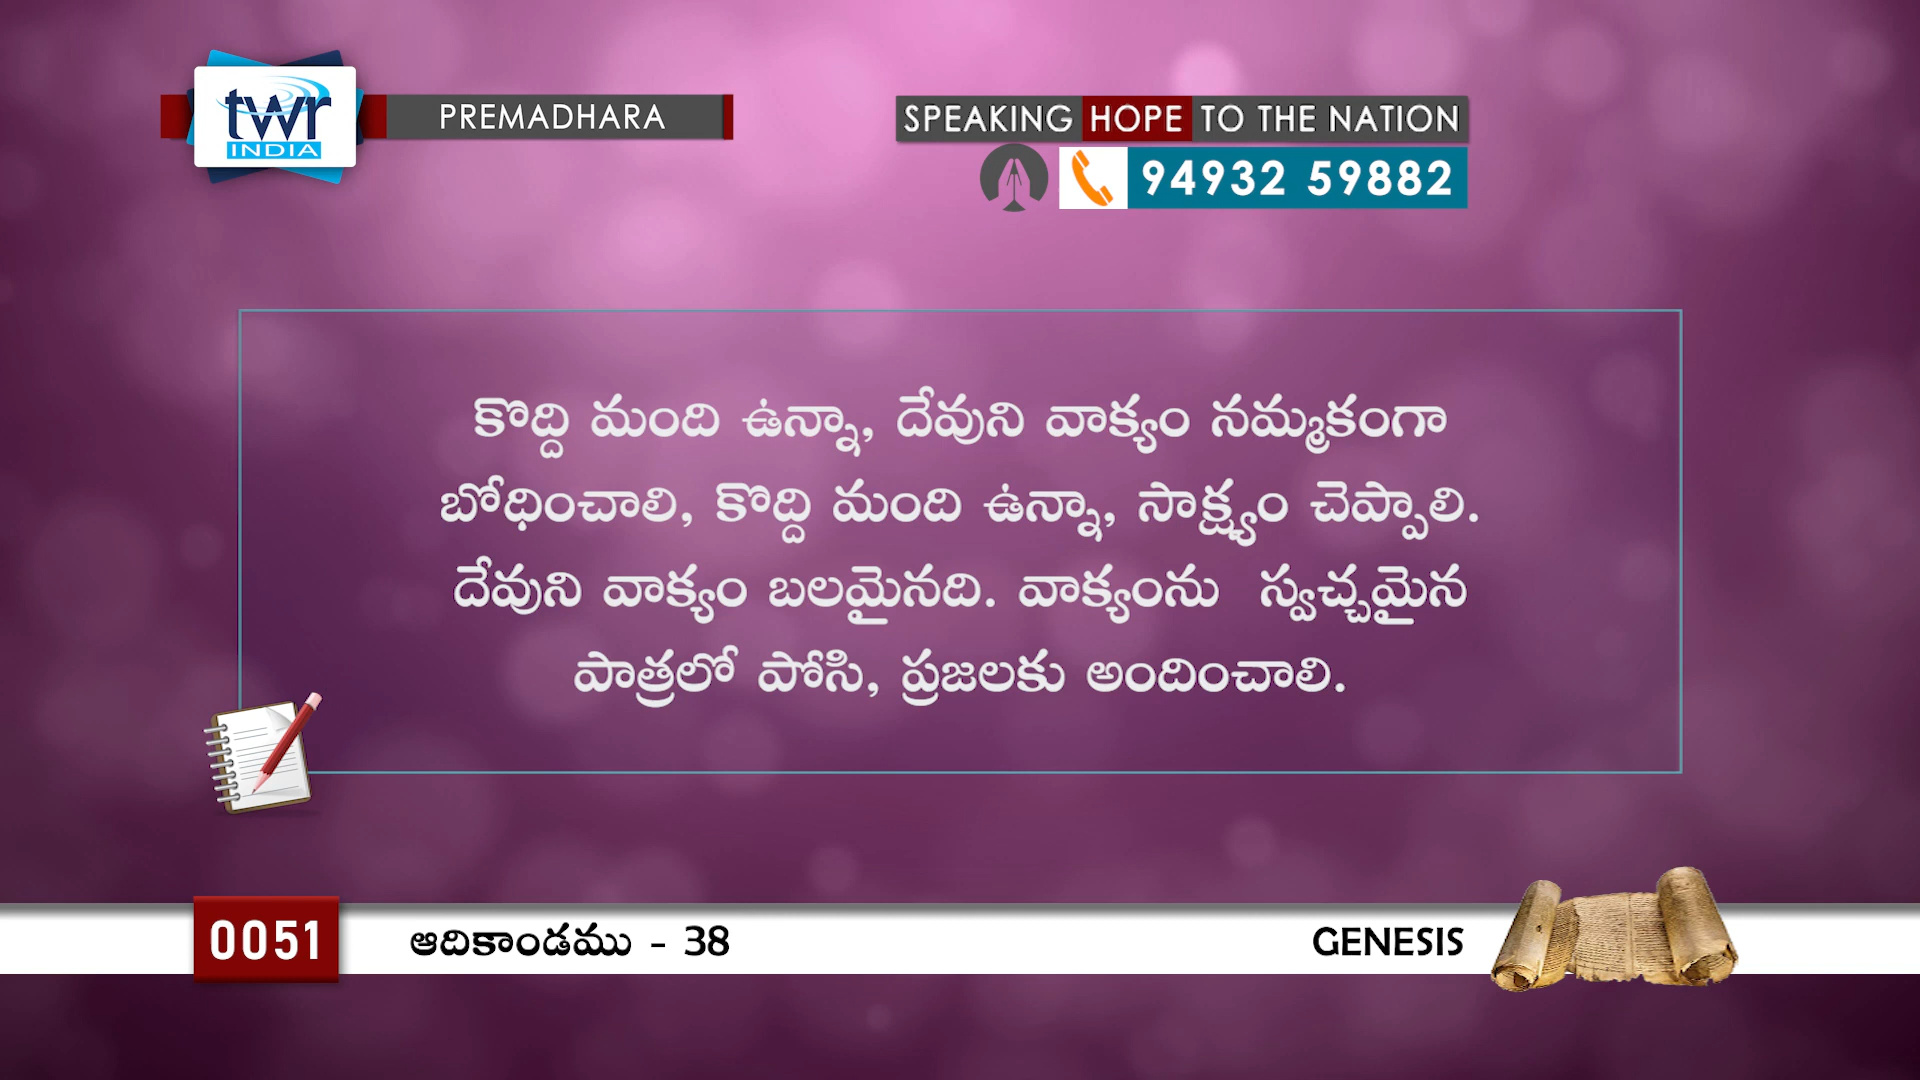 twr
INDIA
PREMADHARA
SPEAKING HOPE TO THE NATION
94932 59882
కొద్ది మంది ఉన్నా, దేవుని వాక్యం నమ్మకంగా
బోధించాలి, కొద్ది మంది ఉన్నా, సాక్ష్యం చెప్పాలి.
దేవుని వాక్యం బలమైనది. వాక్యంను స్వచ్చమైన
పాత్రలో పోసి, ప్రజలకు అందించాలి.
0051
ఆదికాండము - 38
GENESIS